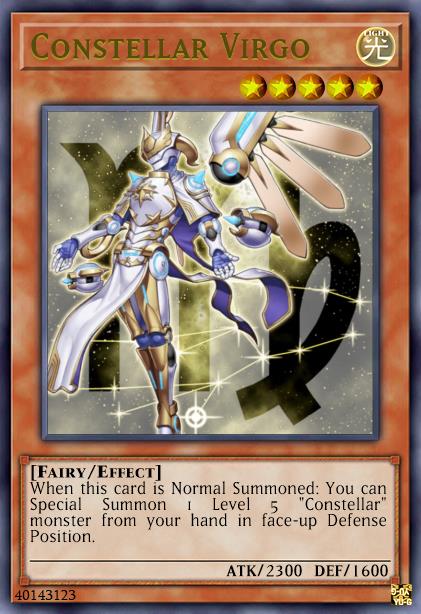 CONSTELLAR VIRGO
LIGHT
光
[FAIRY/EFFECT]
When this card is Normal Summoned: You can
Special Summon 1 Level 5 "Constellar"
monster from your hand in face-up Defense
Position.
ATK/2300 DEF/1600
40143123